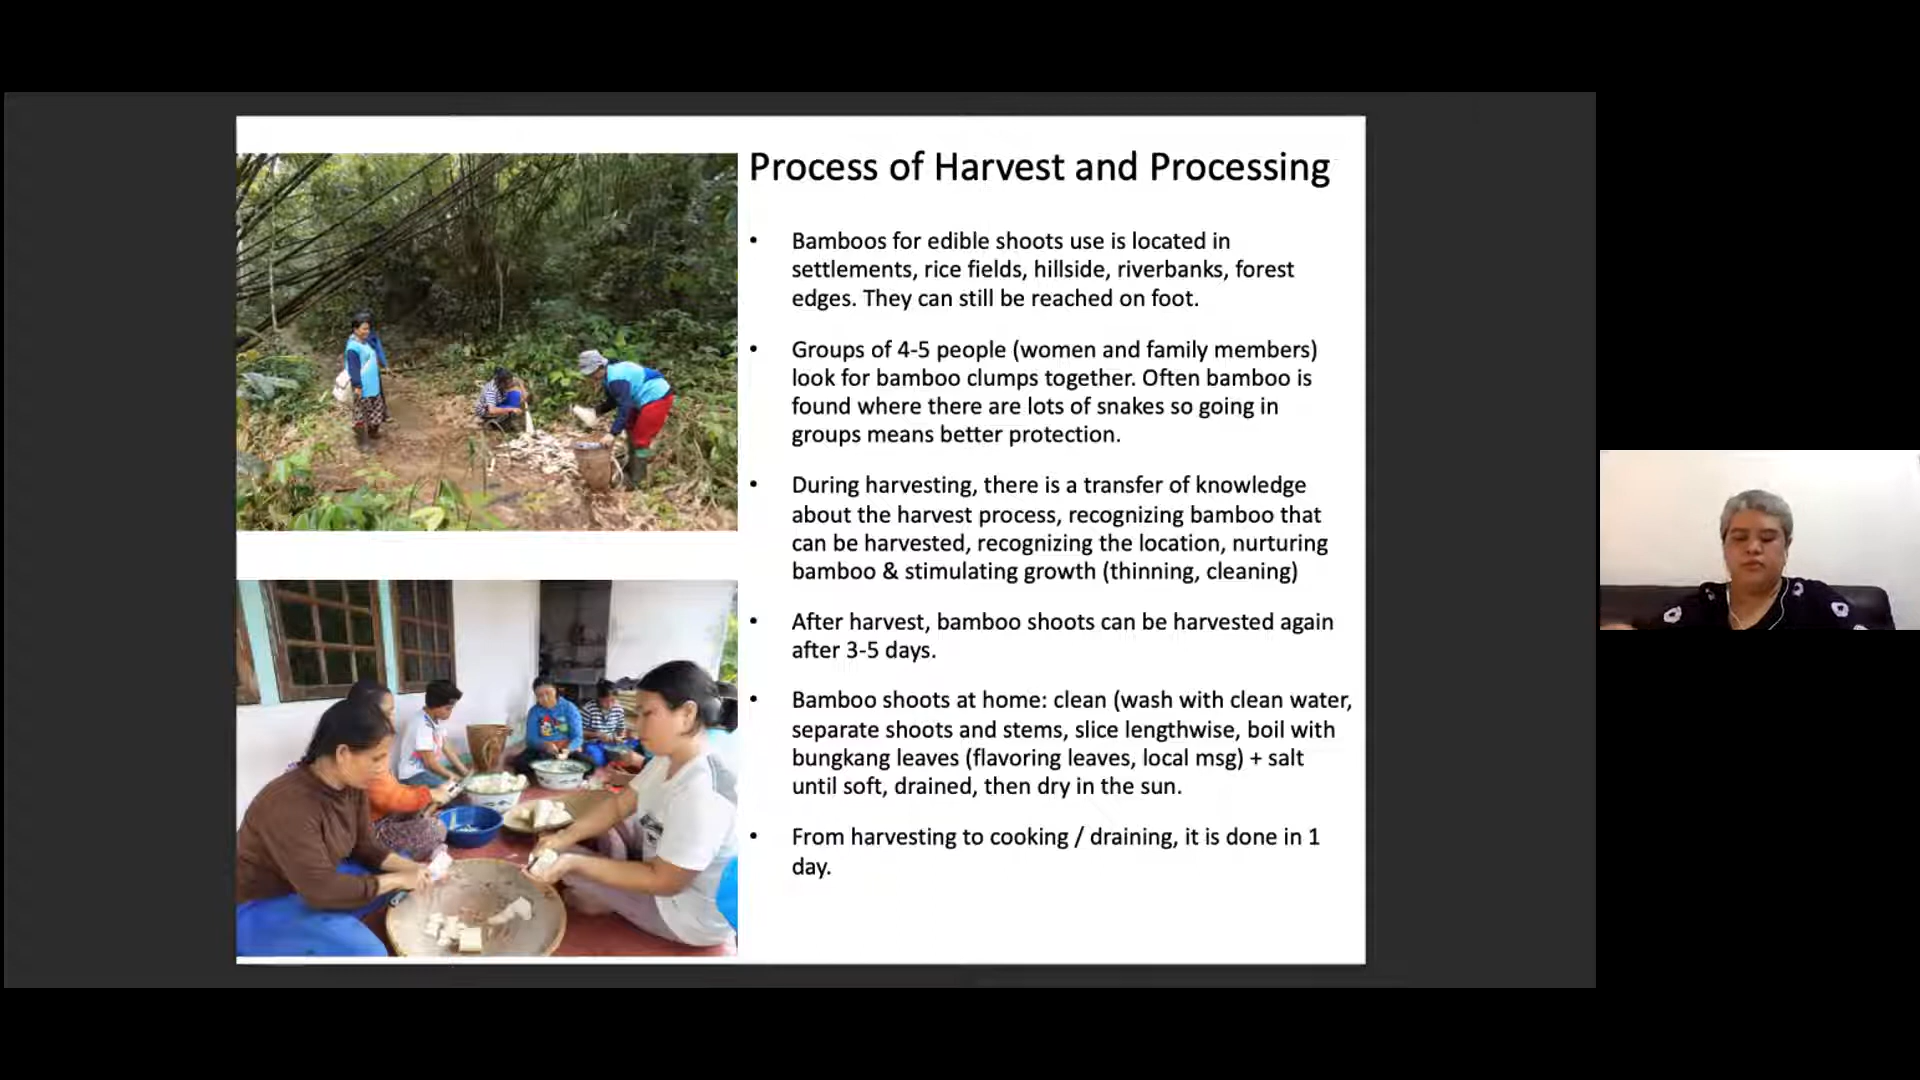 Process of Harvest and Processing
• Bamboos for edible shoots use is located in
settlements, rice fields, hillside, riverbanks, forest
edges. They can still be reached on foot.
• Groups of 4-5 people (women and family members)
look for bamboo clumps together. Often bamboo is
found where there are lots of snakes so going in
groups means better protection.
• During harvesting, there is a transfer of knowledge
about the harvest process, recognizing bamboo that
can be harvested, recognizing the location, nurturing
bamboo & stimulating growth (thinning, cleaning)
• After harvest, bamboo shoots can be harvested again
after 3-5 days.
• Bamboo shoots at home: clean (wash with clean water,
separate shoots and stems, slice lengthwise, boil with
bungkang leaves (flavoring leaves, local msg) + salt
until soft, drained, then dry in the sun.
• From harvesting to cooking / draining, it is done in 1
day.